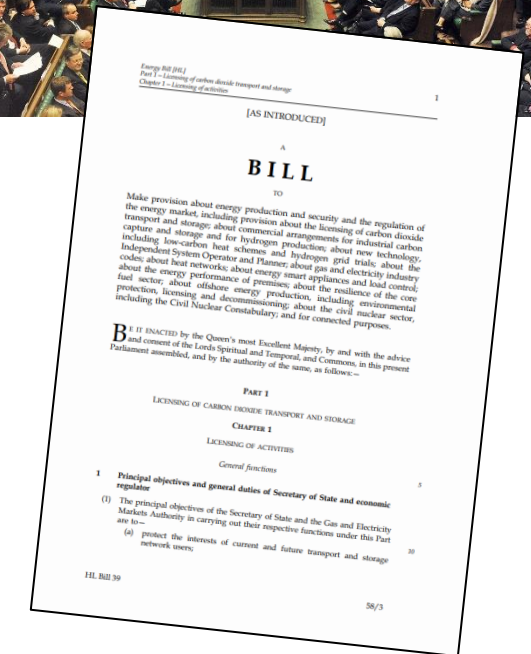 Energy Bill [HL]
Part 1 – Licensing of carbon dioxide transport and storage
Chapter 1 – Licensing of activities
1
[AS INTRODUCED]
A
BILL
TO
Make provision about energy production and security and the regulation of
the energy market, including provision about the licensing of carbon dioxide
transport and storage; about commercial arrangements for industrial carbon
capture and storage and for hydrogen production; about new technology,
including low-carbon heat schemes and hydrogen grid trials; about the
Independent System Operator and Planner; about gas and electricity industry
codes; about heat networks; about energy smart appliances and load control;
about the energy performance of premises; about the resilience of the core
fuel sector; about offshore energy production, including environmental
protection, licensing and decommissioning; about the civil nuclear sector,
including the Civil Nuclear Constabulary; and for connected purposes.
BE IT ENACTED by the Queen's most Excellent Majesty, by and with the advice
and consent of the Lords Spiritual and Temporal, and Commons, in this present
Parliament assembled, and by the authority of the same, as follows:—
PART 1
LICENSING OF CARBON DIOXIDE TRANSPORT AND STORAGE
CHAPTER 1
LICENSING OF ACTIVITIES
General functions
5
1 Principal objectives and general duties of Secretary of State and economic
regulator
(1) The principal objectives of the Secretary of State and the Gas and Electricity
Markets Authority in carrying out their respective functions under this Part
are to—
10
(a) protect the interests of current and future transport and storage
network users;
HL Bill 39
58/3